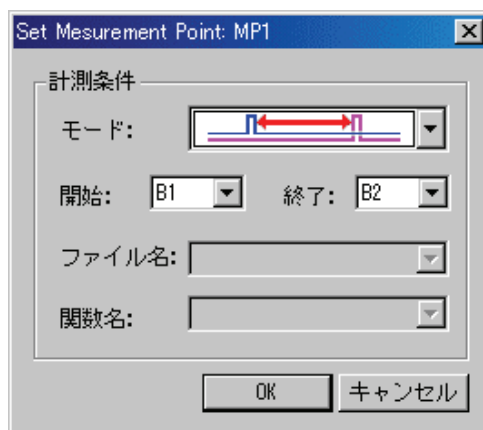 Set Mesurement Point: MP1
計測条件
モード:
開始: B1 終了: B2
ファイル名:
関数名:
OK キャンセル